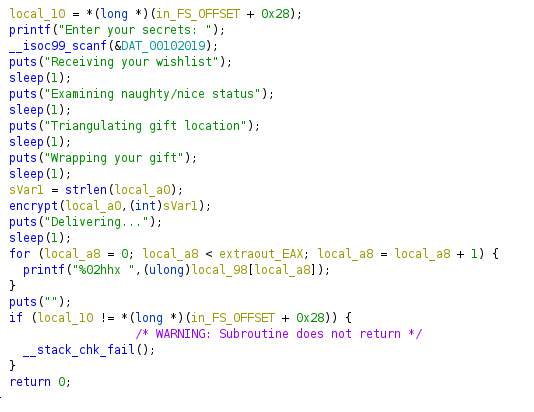 local_10 = *(long *)(in_FS_OFFSET + 0x28);
printf("Enter your secrets: ");
__isoc99_scanf(&DAT_00102019);
puts("Receiving your wishlist");
sleep(1);
puts("Examining naughty/nice status");
sleep(1);
puts("Triangulating gift location");
sleep(1);
puts("Wrapping your gift");
sleep(1);
sVar1 = strlen(local_a0);
encrypt(local_a0,(int)sVar1);
puts("Delivering...");
sleep(1);
for (local_a8 = 0; local_a8 < extraout_EAX; local_a8 = local_a8 + 1) {
  printf("%02hhx ",(ulong)local_98[local_a8]);
}
puts("");
if (local_10 != *(long *)(in_FS_OFFSET + 0x28)) {
                  /* WARNING: Subroutine does not return */
  __stack_chk_fail();
}
return 0;